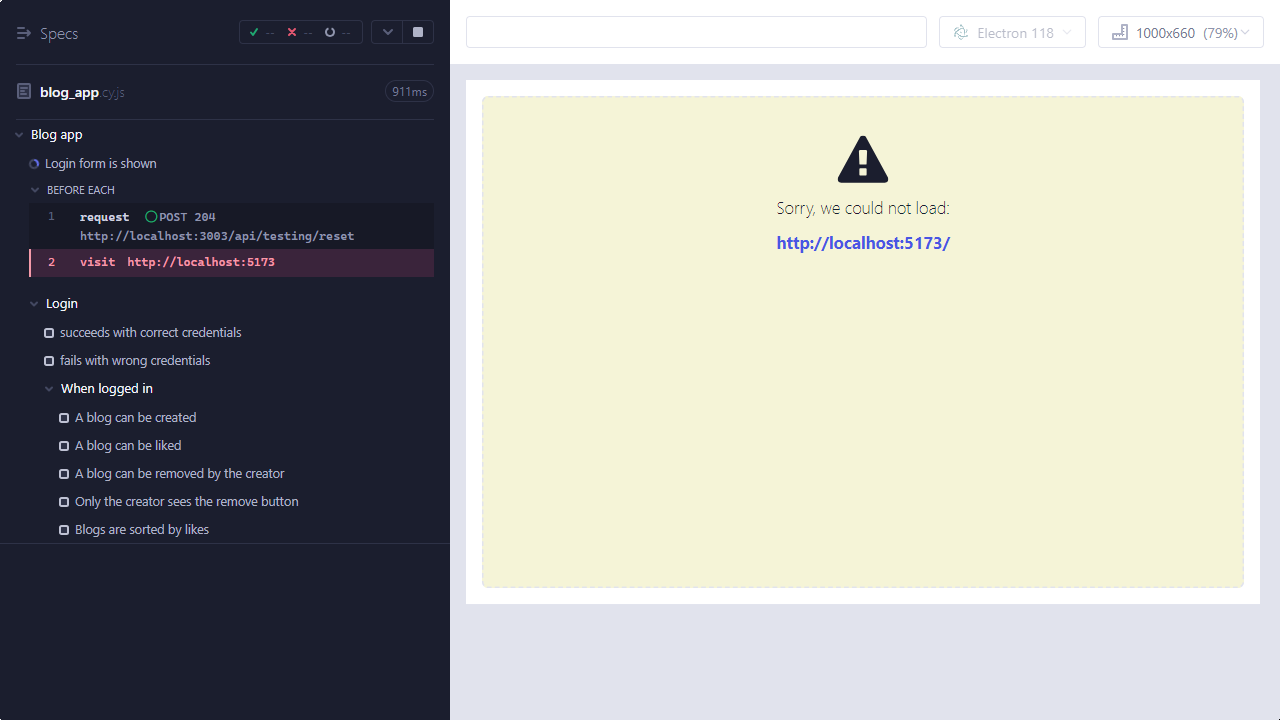 Specs
-- -- --
blog_app.cy.js
911ms
Blog app
Login form is shown
BEFORE EACH
1 request POST 204
http://localhost:3003/api/testing/reset
2 visit http://localhost:5173
Login
succeeds with correct credentials
fails with wrong credentials
When logged in
A blog can be created
A blog can be liked
A blog can be removed by the creator
Only the creator sees the remove button
Blogs are sorted by likes
Electron 118
1000x660 (79%)
Sorry, we could not load:
http://localhost:5173/